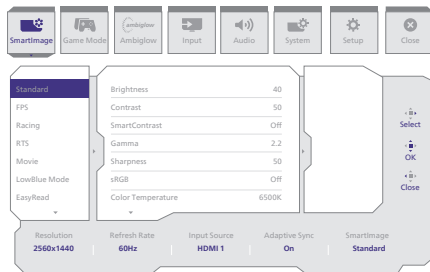 SmartImage
Game Mode
ambiglow
Ambiglow
Input
Audio
System
Setup
Close
Standard
FPS
Racing
RTS
Movie
LowBlue Mode
EasyRead
Brightness 40
Contrast 50
SmartContrast Off
Gamma 2.2
Sharpness 50
sRGB Off
Color Temperature 6500K
Select
OK
Close
Resolution Refresh Rate Input Source Adaptive Sync SmartImage
2560x1440 60Hz HDMI 1 On Standard